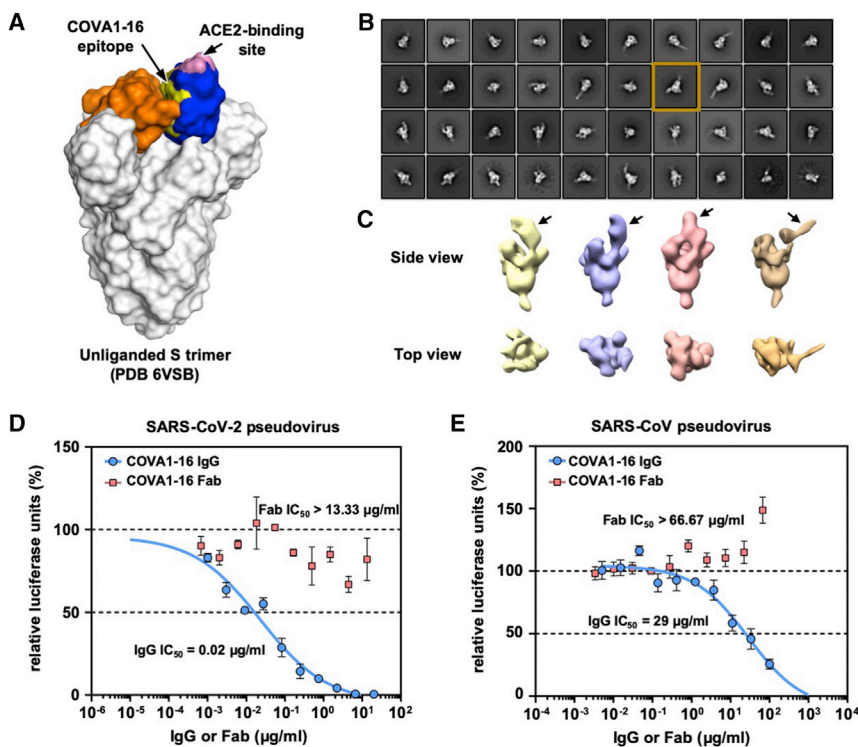 A
COVA1-16
epitope
ACE2-binding
site
Unliganded S trimer
(PDB 6VSB)
B
C
Side view
Top view
D
SARS-CoV-2 pseudovirus
relative luciferase units (%)
150
100
50
0
COVA1-16 IgG
COVA1-16 Fab
Fab IC₅₀ > 13.33 µg/ml
IgG IC₅₀ = 0.02 µg/ml
10⁻⁶ 10⁻⁵ 10⁻⁴ 10⁻³ 10⁻² 10⁻¹ 10⁰ 10¹ 10²
IgG or Fab (µg/ml)
E
SARS-CoV pseudovirus
relative luciferase units (%)
200
150
100
50
0
COVA1-16 IgG
COVA1-16 Fab
Fab IC₅₀ > 66.67 µg/ml
IgG IC₅₀ = 29 µg/ml
10⁻⁴ 10⁻³ 10⁻² 10⁻¹ 10⁰ 10¹ 10² 10³ 10⁴
IgG or Fab (µg/ml)